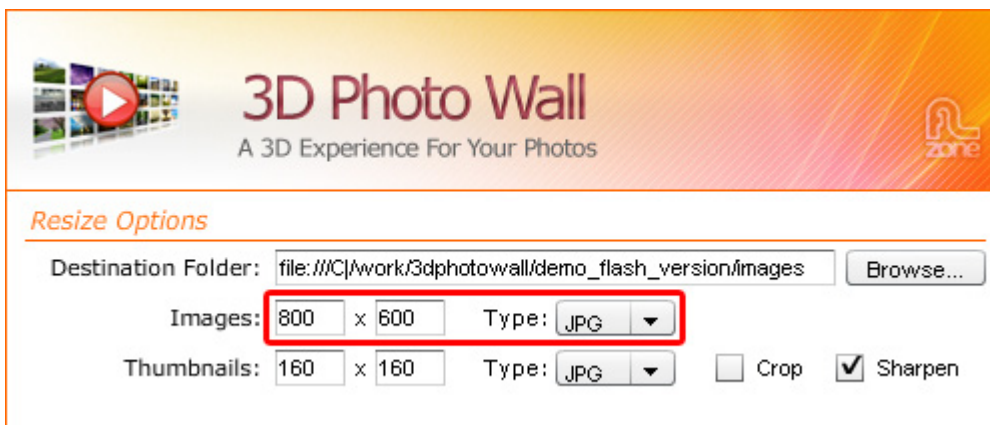 3D Photo Wall
A 3D Experience For Your Photos
zone
Resize Options
Destination Folder: file:///C|/work/3dphotowall/demo_flash_version/images Browse...
Images: 800 x 600 Type: JPG
Thumbnails: 160 x 160 Type: JPG Crop Sharpen